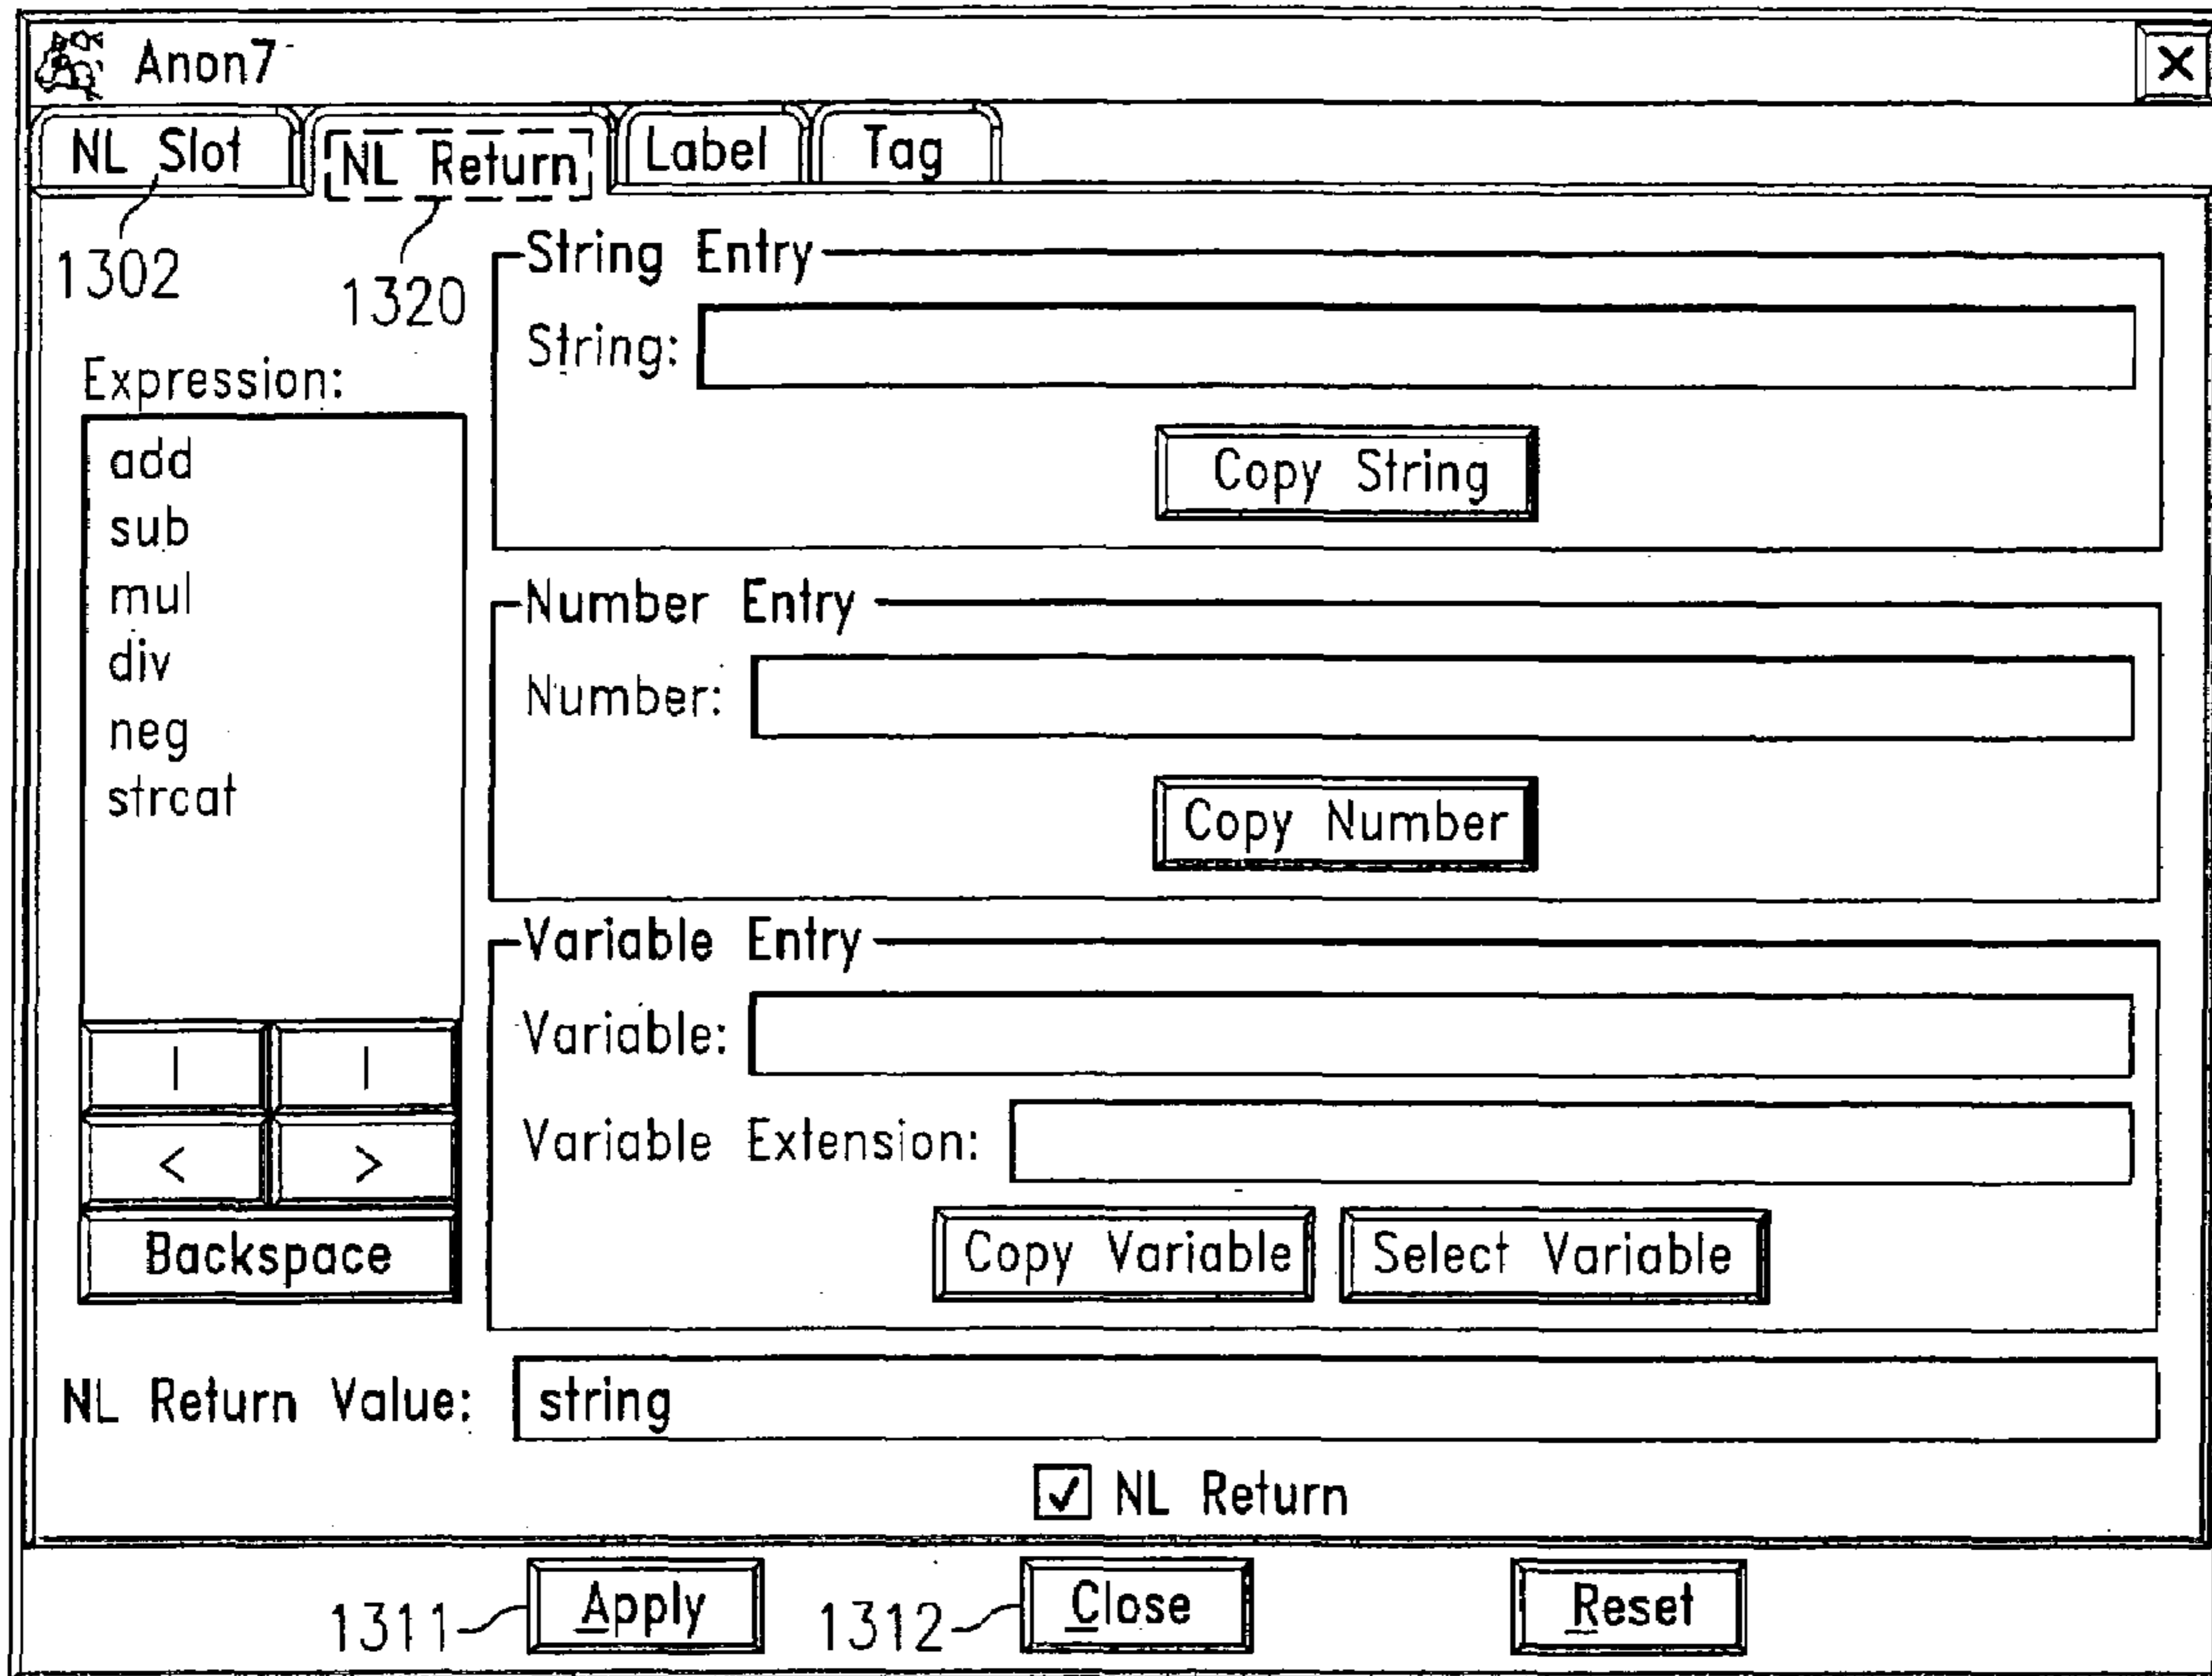 Anon7
NL Slot NL Return Label Tag
1302 1320
Expression:
add
sub
mul
div
neg
strcat
| |
< >
Backspace
String Entry
String:
Copy String
Number Entry
Number:
Copy Number
Variable Entry
Variable:
Variable Extension:
Copy Variable Select Variable
NL Return Value: string
NL Return
1311 Apply 1312 Close Reset